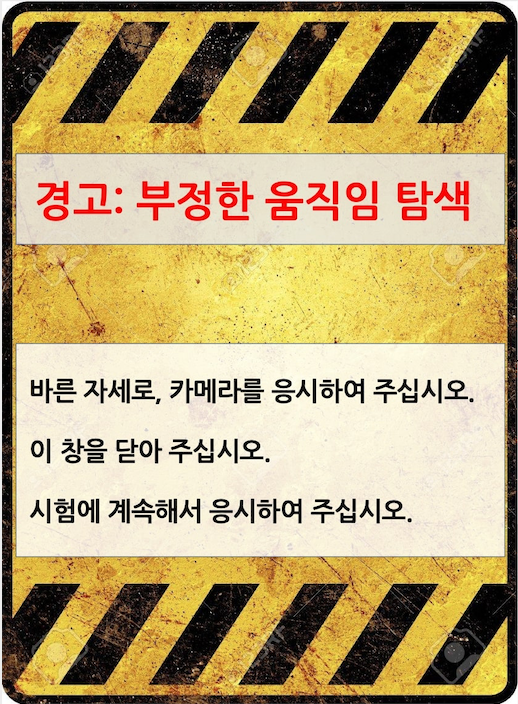 경고: 부정한 움직임 탐색
바른 자세로, 카메라를 응시하여 주십시오.
이 창을 닫아 주십시오.
시험에 계속해서 응시하여 주십시오.